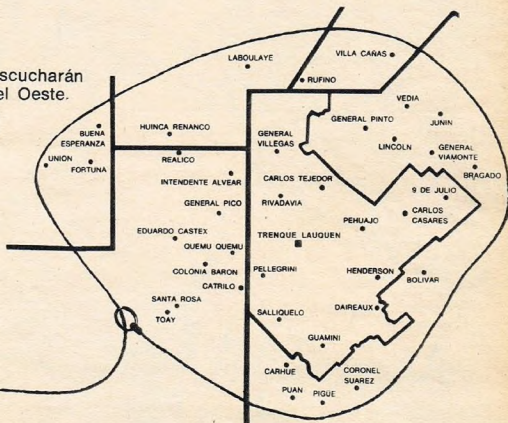 scucharán
el Oeste.
LABOULAYE
VILLA CAÑAS
RUFINO
BUENA
ESPERANZA
UNION
FORTUNA
HUINCA RENANCO
REALICO
INTENDENTE ALVEAR
GENERAL PICO
EDUARDO CASTEX
QUEMU QUEMU
COLONIA BARON
CATRILO
SANTA ROSA
TOAY
GENERAL
VILLEGAS
GENERAL PINTO
VEDIA
JUNIN
LINCOLN
GENERAL
VIAMONTE
BRAGADO
CARLOS TEJEDOR
RIVADAVIA
9 DE JULIO
PEHUAJO
CARLOS
CASARES
TRENQUE LAUQUEN
PELLEGRINI
HENDERSON
BOLIVAR
DAIREAUX
SALLIQUELO
GUAMINI
CARHUE
CORONEL
SUAREZ
PUAN
PIGÜE